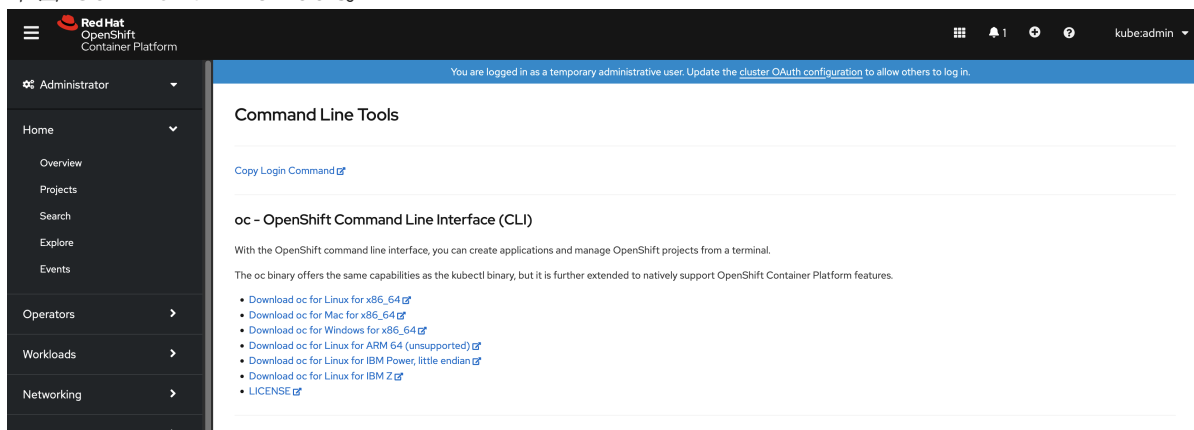 Red Hat
OpenShift
Container Platform
1
kube:admin
Administrator
You are logged in as a temporary administrative user. Update the cluster OAuth configuration to allow others to log in.
Home
Overview
Projects
Search
Explore
Events
Operators
Workloads
Networking
Command Line Tools
Copy Login Command
oc - OpenShift Command Line Interface (CLI)
With the OpenShift command line interface, you can create applications and manage OpenShift projects from a terminal.
The oc binary offers the same capabilities as the kubectl binary, but it is further extended to natively support OpenShift Container Platform features.
• Download oc for Linux for x86_64
• Download oc for Mac for x86_64
• Download oc for Windows for x86_64
• Download oc for Linux for ARM 64 (unsupported)
• Download oc for Linux for IBM Power, little endian
• Download oc for Linux for IBM Z
• LICENSE